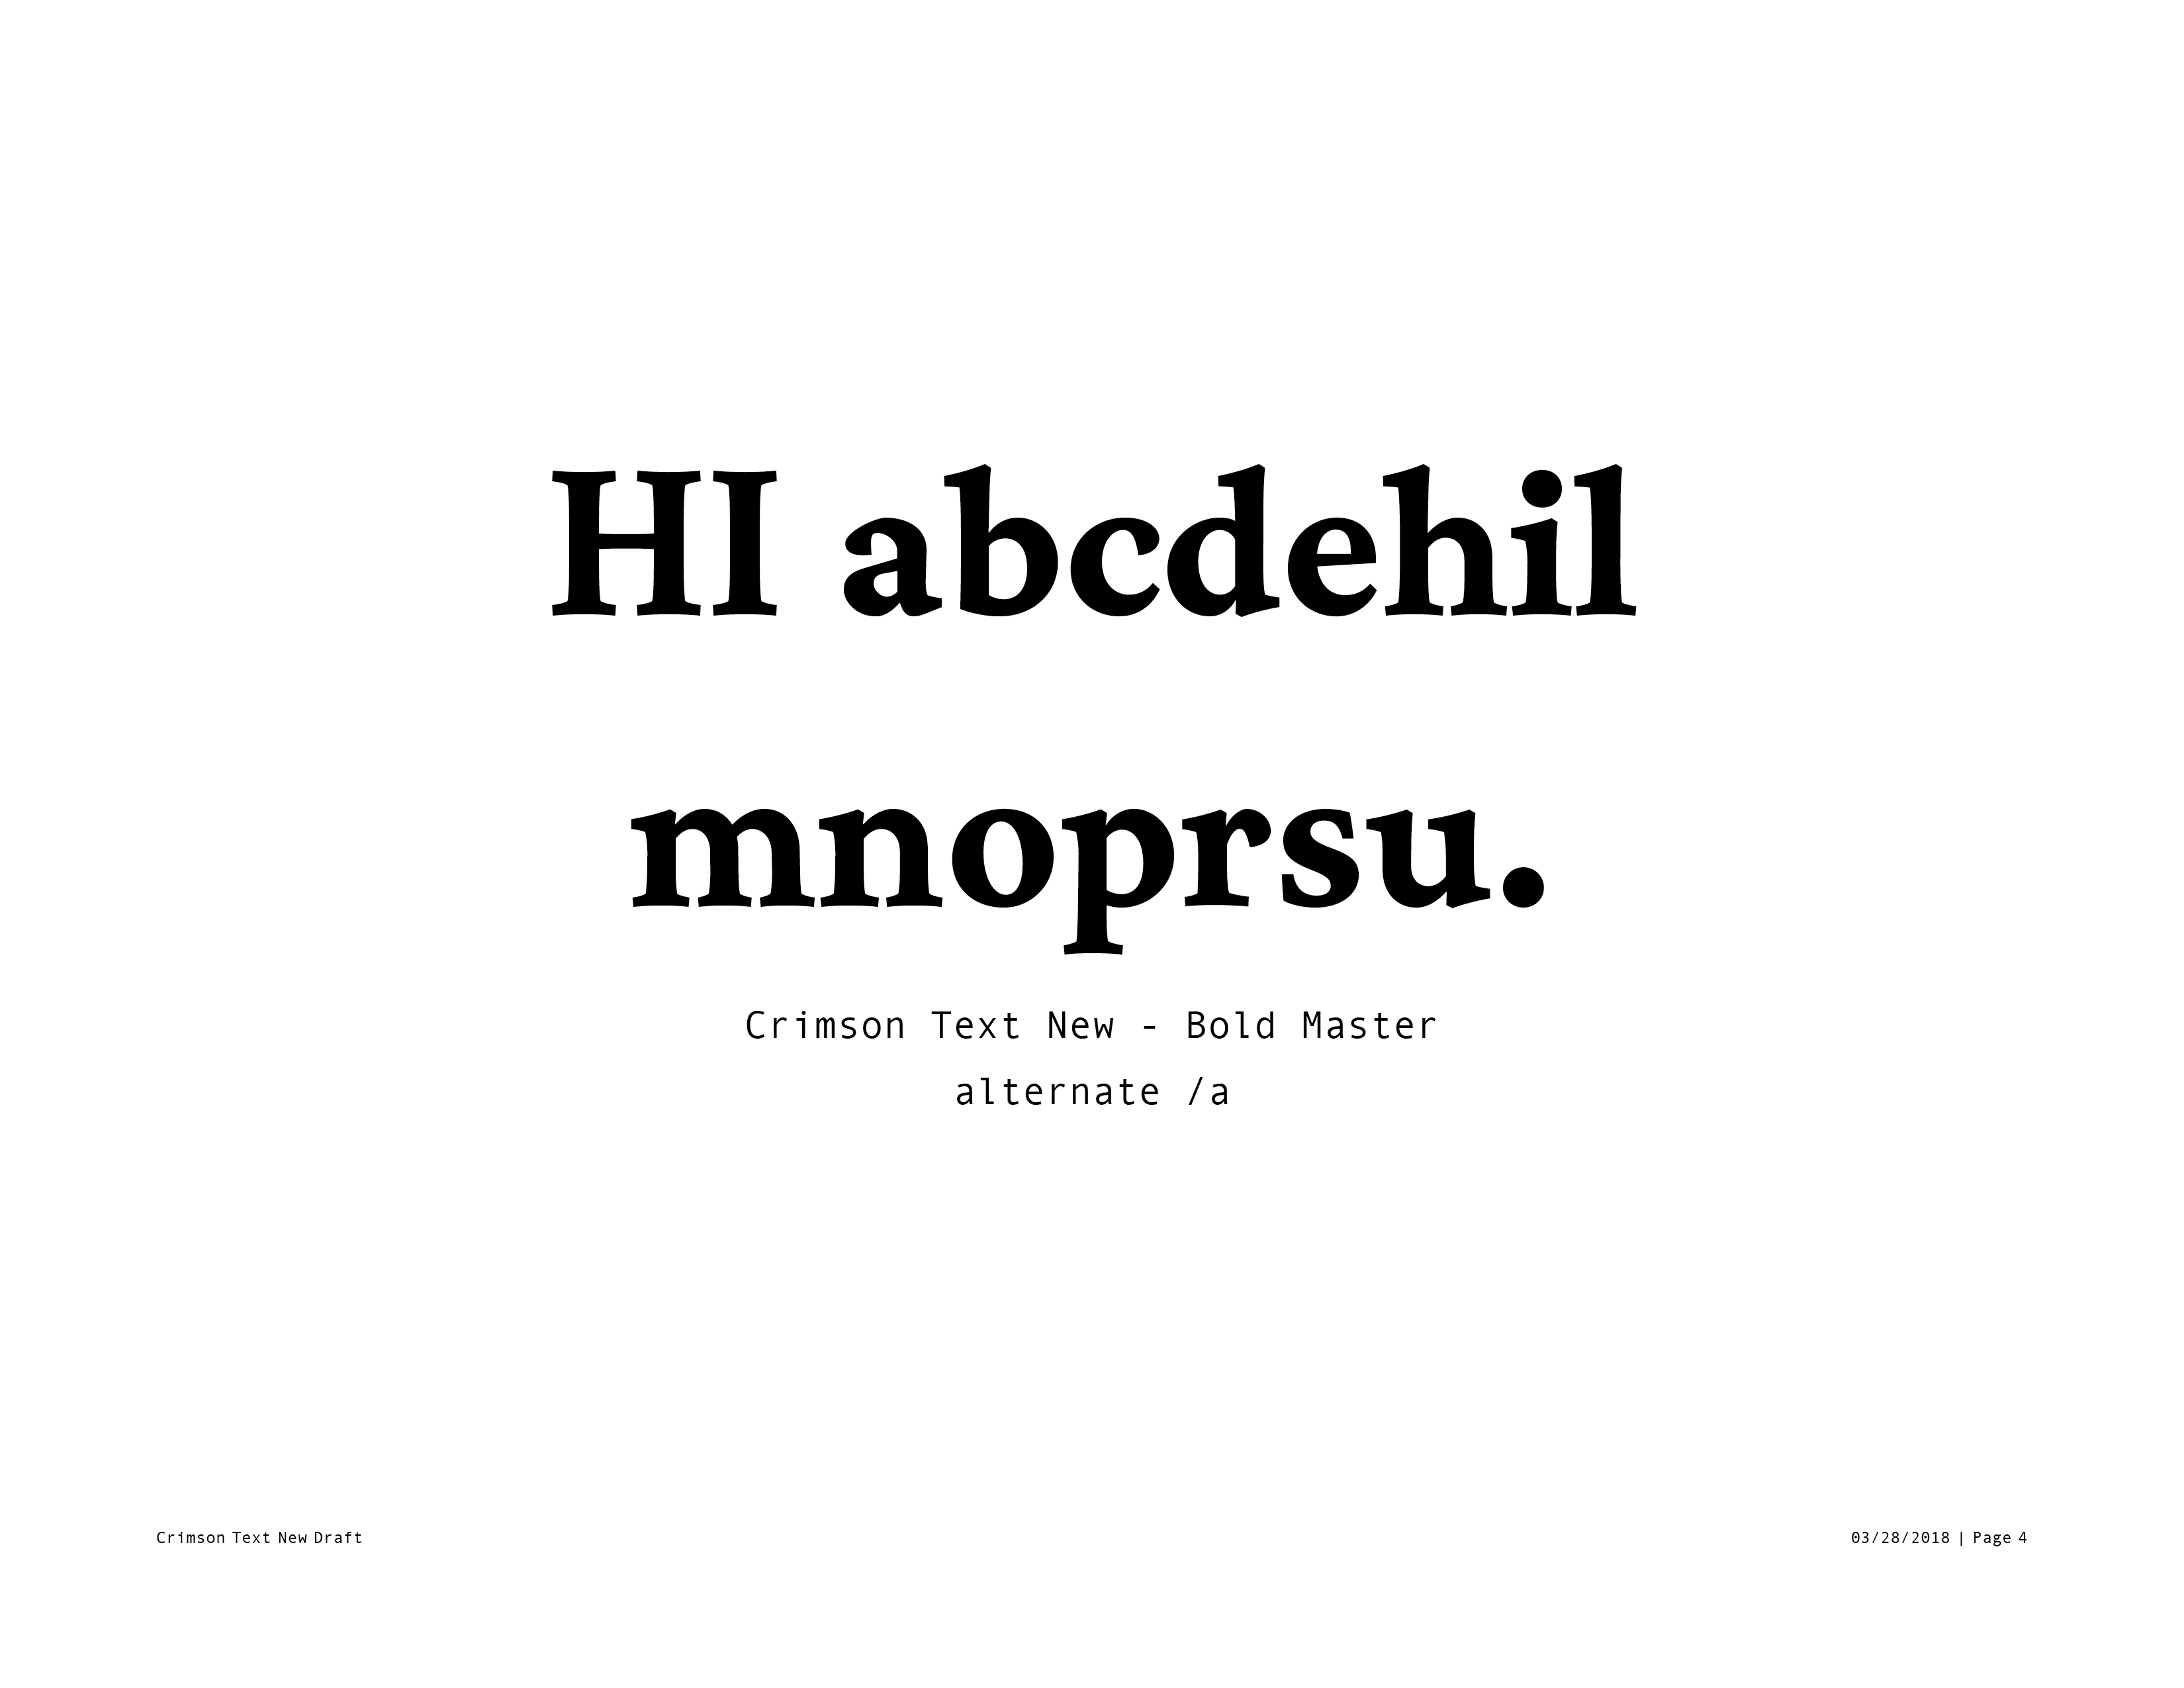 HI abcdehil
mnoprsu.
Crimson Text New - Bold Master
alternate /a
Crimson Text New Draft
03/28/2018 | Page 4